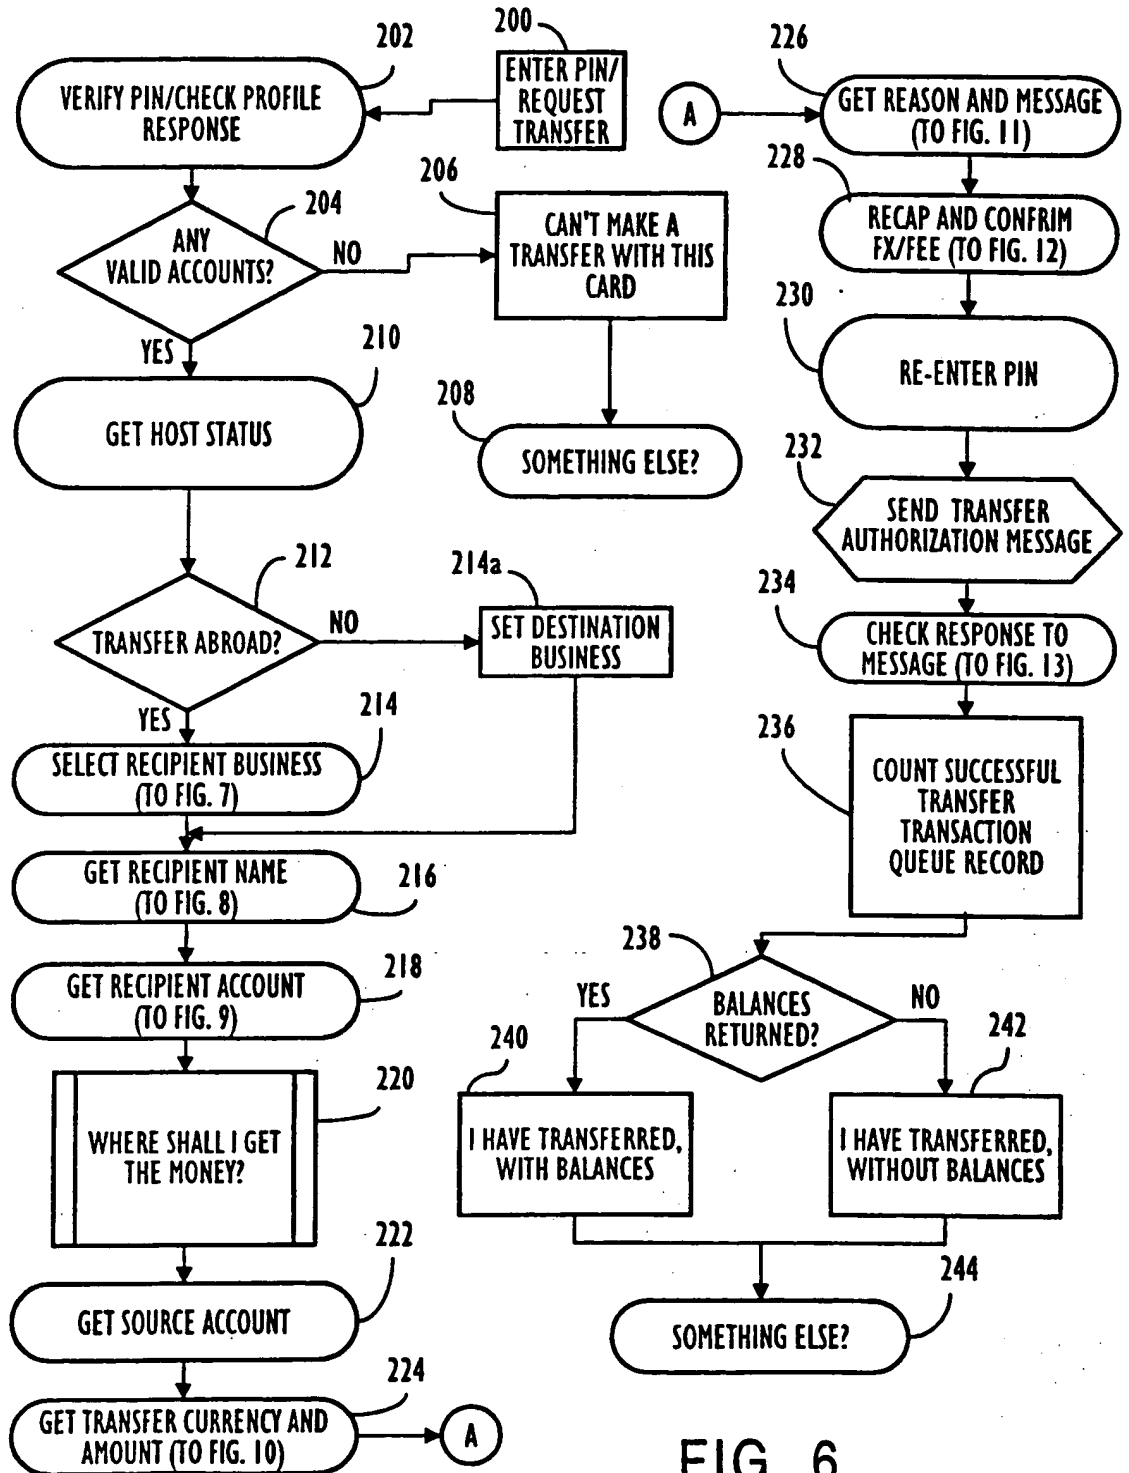 200
ENTER PIN/
REQUEST
TRANSFER
202
VERIFY PIN/CHECK PROFILE
RESPONSE
204
ANY
VALID ACCOUNTS?
NO
YES
206
CAN'T MAKE A
TRANSFER WITH THIS
CARD
208
SOMETHING ELSE?
210
GET HOST STATUS
212
TRANSFER ABROAD?
NO
YES
214a
SET DESTINATION
BUSINESS
214
SELECT RECIPIENT BUSINESS
(TO FIG. 7)
216
GET RECIPIENT NAME
(TO FIG. 8)
218
GET RECIPIENT ACCOUNT
(TO FIG. 9)
220
WHERE SHALL I GET
THE MONEY?
222
GET SOURCE ACCOUNT
224
GET TRANSFER CURRENCY AND
AMOUNT (TO FIG. 10)
A
A
226
GET REASON AND MESSAGE
(TO FIG. 11)
228
RECAP AND CONFRIM
FX/FEE (TO FIG. 12)
230
RE-ENTER PIN
232
SEND TRANSFER
AUTHORIZATION MESSAGE
234
CHECK RESPONSE TO
MESSAGE (TO FIG. 13)
236
COUNT SUCCESSFUL
TRANSFER
TRANSACTION
QUEUE RECORD
238
BALANCES
RETURNED?
YES
NO
240
I HAVE TRANSFERRED,
WITH BALANCES
242
I HAVE TRANSFERRED,
WITHOUT BALANCES
244
SOMETHING ELSE?
FIG. 6